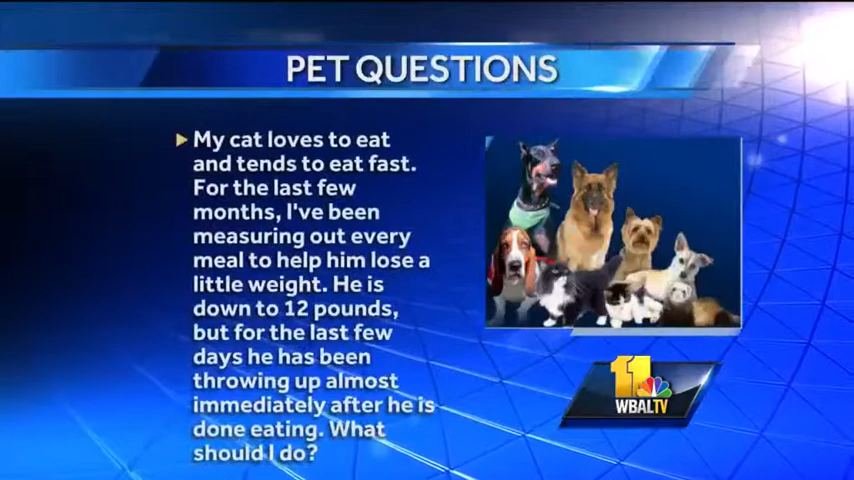 PET QUESTIONS
My cat loves to eat
and tends to eat fast.
For the last few
months, I've been
measuring out every
meal to help him lose a
little weight. He is
down to 12 pounds,
but for the last few
days he has been
throwing up almost
immediately after he is
done eating. What
should I do?
11
WBALTV